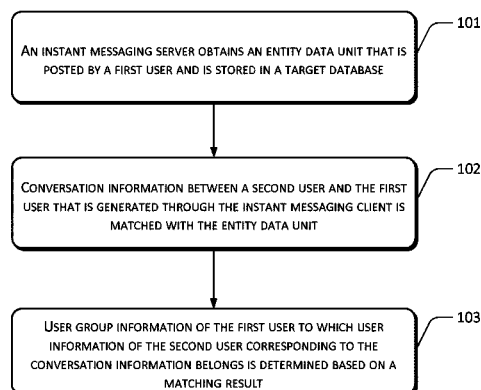 101
AN INSTANT MESSAGING SERVER OBTAINS AN ENTITY DATA UNIT THAT IS
POSTED BY A FIRST USER AND IS STORED IN A TARGET DATABASE
102
CONVERSATION INFORMATION BETWEEN A SECOND USER AND THE FIRST
USER THAT IS GENERATED THROUGH THE INSTANT MESSAGING CLIENT IS
MATCHED WITH THE ENTITY DATA UNIT
103
USER GROUP INFORMATION OF THE FIRST USER TO WHICH USER
INFORMATION OF THE SECOND USER CORRESPONDING TO THE
CONVERSATION INFORMATION BELONGS IS DETERMINED BASED ON A
MATCHING RESULT